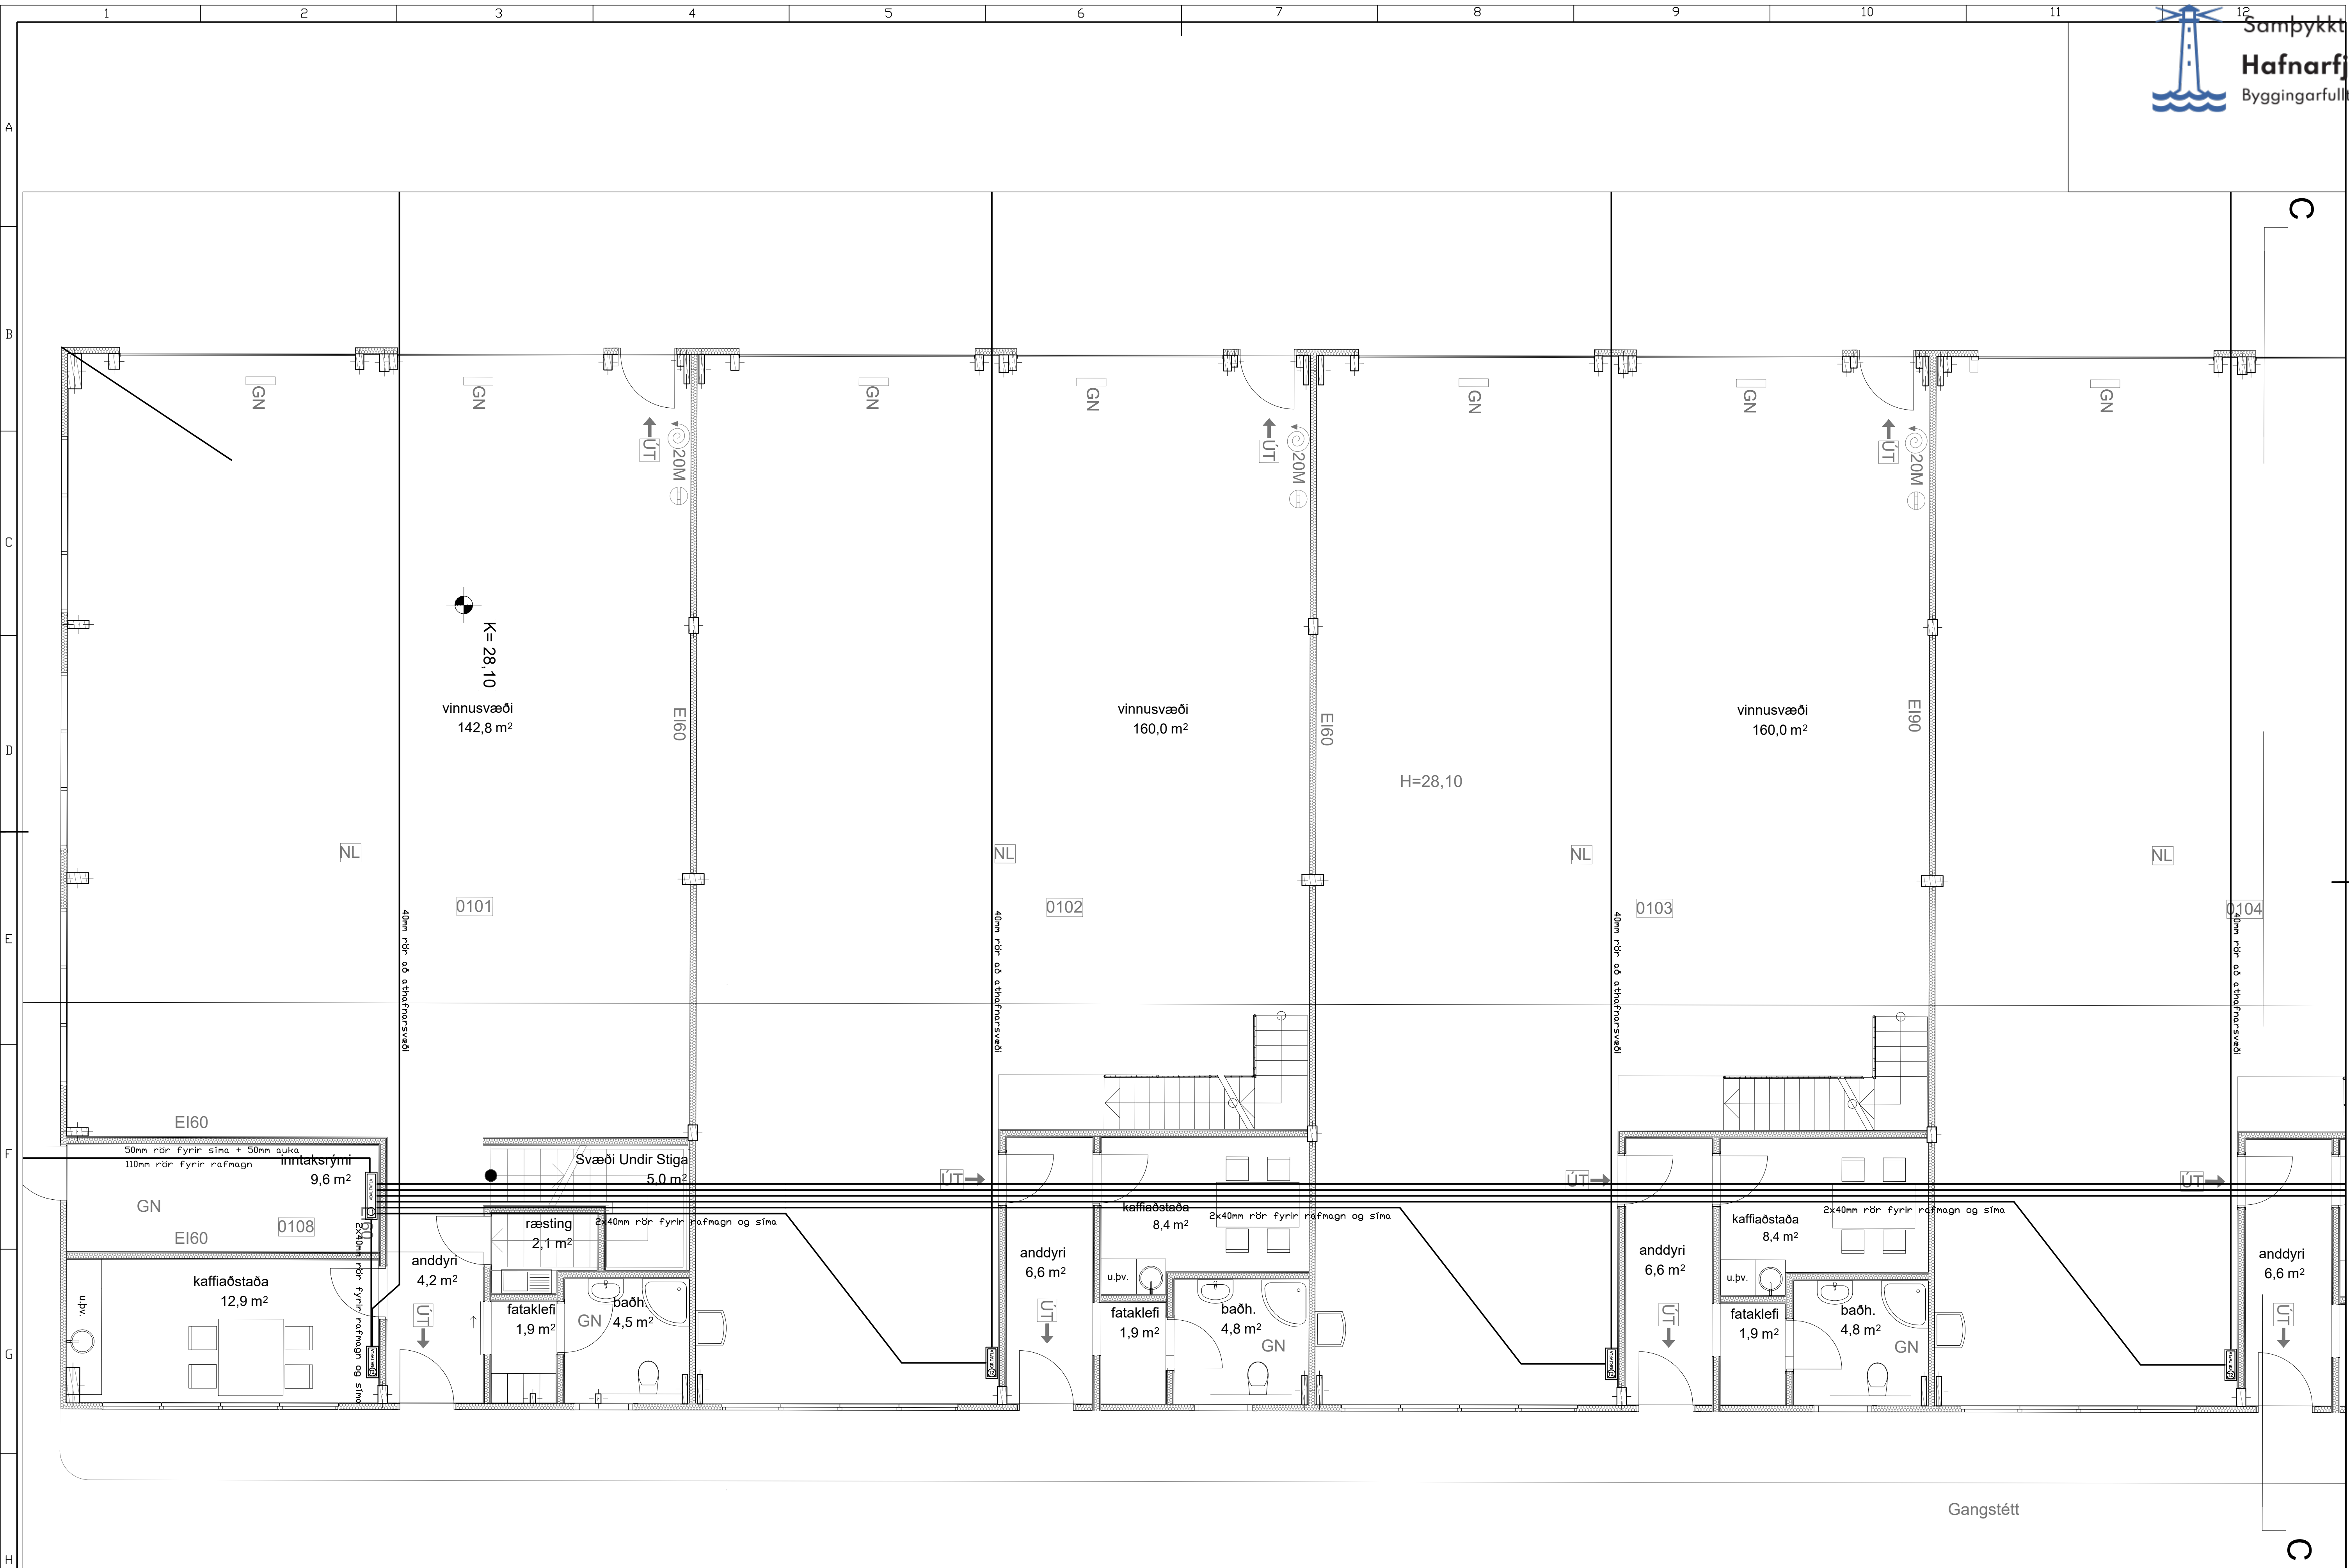 1
2
3
4
5
6
7
8
9
10
11
12
Samþykkt
Hafnarfj
Byggingarfullt
A
C
B
GN
GN
GN
GN
GN
GN
GN
ÚT
20M
ÚT
20M
ÚT
20M
C
K= 28,10
vinnusvæði
142,8 m²
EI60
vinnusvæði
160,0 m²
EI60
vinnusvæði
160,0 m²
EI90
D
H=28,10
NL
NL
NL
NL
0101
0102
0103
0104
E
40mm rör að athafnarsvæði
40mm rör að athafnarsvæði
40mm rör að athafnarsvæði
40mm rör að athafnarsvæði
EI60
F
50mm rör fyrir síma + 50mm auka
110mm rör fyrir rafmagn
inntaksrými
9,6 m²
GN
0108
EI60
EI60
Svæði Undir Stiga
5,0 m²
ræsting
2,1 m²
2x40mm rör fyrir rafmagn og síma
2x40mm rör fyrir rafmagn og síma
ÚT
kaffiaðstaða
8,4 m²
2x40mm rör fyrir rafmagn og síma
ÚT
kaffiaðstaða
8,4 m²
2x40mm rör fyrir rafmagn og síma
ÚT
anddyri
4,2 m²
anddyri
6,6 m²
anddyri
6,6 m²
anddyri
6,6 m²
kaffiaðstaða
12,9 m²
u.þv.
u.þv.
u.þv.
ÚT
fataklefi
1,9 m²
GN
baðh.
4,5 m²
ÚT
fataklefi
1,9 m²
baðh.
4,8 m²
GN
ÚT
fataklefi
1,9 m²
baðh.
4,8 m²
GN
ÚT
G
Gangstétt
H
C